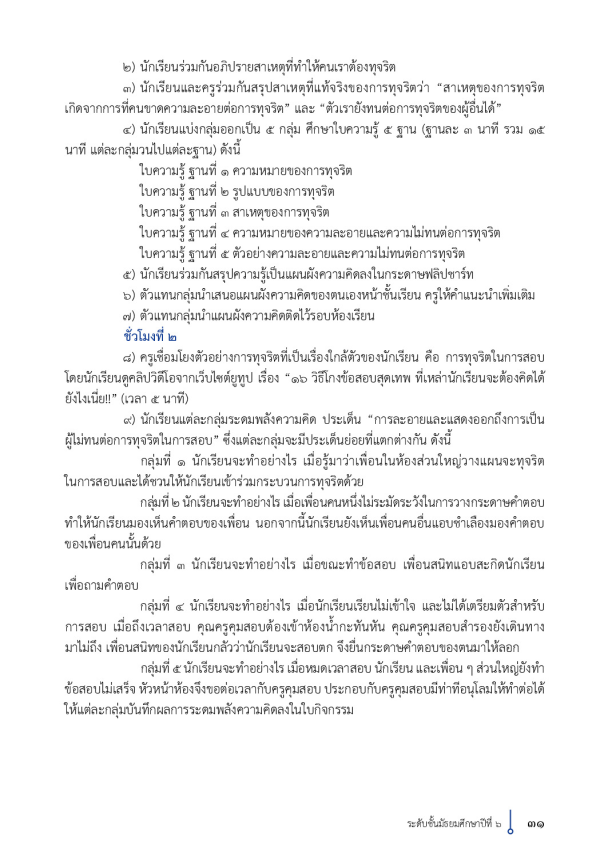 ๒) นักเรียนร่วมกันอภิปรายสาเหตุที่ทำให้คนเราต้องทุจริต
๓) นักเรียนและครูร่วมกันสรุปสาเหตุที่แท้จริงของการทุจริตว่า “สาเหตุของการทุจริต
เกิดจากการที่คนขาดความละอายต่อการทุจริต” และ “ตัวเรายังทนต่อการทุจริตของผู้อื่นได้”
๔) นักเรียนแบ่งกลุ่มออกเป็น ๕ กลุ่ม ศึกษาใบความรู้ ๕ ฐาน (ฐานละ ๓ นาที รวม ๑๕
นาที แต่ละกลุ่มวนไปแต่ละฐาน) ดังนี้
ใบความรู้ ฐานที่ ๑ ความหมายของการทุจริต
ใบความรู้ ฐานที่ ๒ รูปแบบของการทุจริต
ใบความรู้ ฐานที่ ๓ สาเหตุของการทุจริต
ใบความรู้ ฐานที่ ๔ ความหมายของความละอายและความไม่ทนต่อการทุจริต
ใบความรู้ ฐานที่ ๕ ตัวอย่างความละอายและความไม่ทนต่อการทุจริต
๕) นักเรียนร่วมกันสรุปความรู้เป็นแผนผังความคิดลงในกระดาษฟลิปชาร์ท
๖) ตัวแทนกลุ่มนำเสนอแผนผังความคิดของตนเองหน้าชั้นเรียน ครูให้คำแนะนำเพิ่มเติม
๗) ตัวแทนกลุ่มนำแผนผังความคิดติดไว้รอบห้องเรียน
ชั่วโมงที่ ๒
๘) ครูเชื่อมโยงตัวอย่างการทุจริตที่เป็นเรื่องใกล้ตัวของนักเรียน คือ การทุจริตในการสอบ
โดยนักเรียนดูคลิปวิดีโอจากเว็บไซต์ยูทูป เรื่อง “๑๖ วิธีโกงข้อสอบสุดเทพ ที่เหล่านักเรียนจะต้องคิดได้
ยังไงเนี่ย!!” (เวลา ๕ นาที)
๙) นักเรียนแต่ละกลุ่มระดมพลังความคิด ประเด็น “การละอายและแสดงออกถึงการเป็น
ผู้ไม่ทนต่อการทุจริตในการสอบ” ซึ่งแต่ละกลุ่มจะมีประเด็นย่อยที่แตกต่างกัน ดังนี้
กลุ่มที่ ๑ นักเรียนจะทำอย่างไร เมื่อรู้มาว่าเพื่อนในห้องส่วนใหญ่วางแผนจะทุจริต
ในการสอบและได้ชวนให้นักเรียนเข้าร่วมกระบวนการทุจริตด้วย
กลุ่มที่ ๒ นักเรียนจะทำอย่างไร เมื่อเพื่อนคนหนึ่งไม่ระมัดระวังในการวางกระดาษคำตอบ
ทำให้นักเรียนมองเห็นคำตอบของเพื่อน นอกจากนี้นักเรียนยังเห็นเพื่อนคนอื่นแอบชำเลืองมองคำตอบ
ของเพื่อนคนนั้นด้วย
กลุ่มที่ ๓ นักเรียนจะทำอย่างไร เมื่อขณะทำข้อสอบ เพื่อนสนิทแอบสะกิดนักเรียน
เพื่อถามคำตอบ
กลุ่มที่ ๔ นักเรียนจะทำอย่างไร เมื่อนักเรียนเรียนไม่เข้าใจ และไม่ได้เตรียมตัวสำหรับ
การสอบ เมื่อถึงเวลาสอบ คุณครูคุมสอบต้องเข้าห้องน้ำกะทันหัน คุณครูคุมสอบสำรองยังเดินทาง
มาไม่ถึง เพื่อนสนิทของนักเรียนกลัวว่านักเรียนจะสอบตก จึงยื่นกระดาษคำตอบของตนมาให้ลอก
กลุ่มที่ ๕ นักเรียนจะทำอย่างไร เมื่อหมดเวลาสอบ นักเรียน และเพื่อน ๆ ส่วนใหญ่ยังทำ
ข้อสอบไม่เสร็จ หัวหน้าห้องจึงขอต่อเวลากับครูคุมสอบ ประกอบกับครูคุมสอบมีท่าทีอนุโลมให้ทำต่อได้
ให้แต่ละกลุ่มบันทึกผลการระดมพลังความคิดลงในใบกิจกรรม
ระดับชั้นมัธยมศึกษาปีที่ ๖ ๓๑